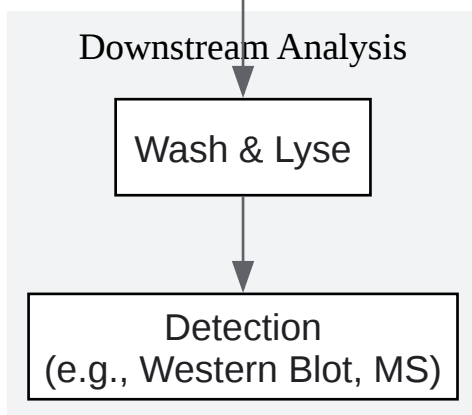 Downstream Analysis
Wash & Lyse
Detection
(e.g., Western Blot, MS)